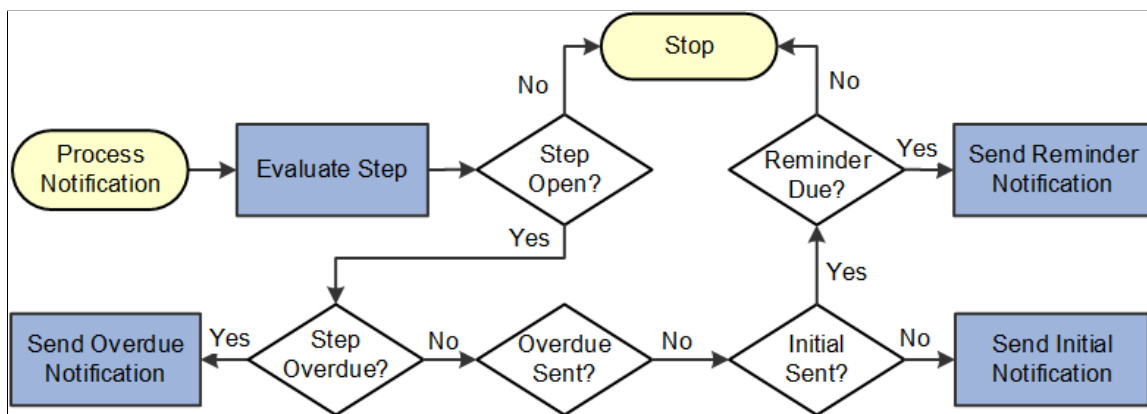 Stop
No
No
Process
Notification
Evaluate Step
Step
Open?
Reminder
Due?
Yes
Send Reminder
Notification
Yes
Yes
Send Overdue
Notification
Yes
Step
Overdue?
No
Overdue
Sent?
No
Initial
Sent?
No
Send Initial
Notification